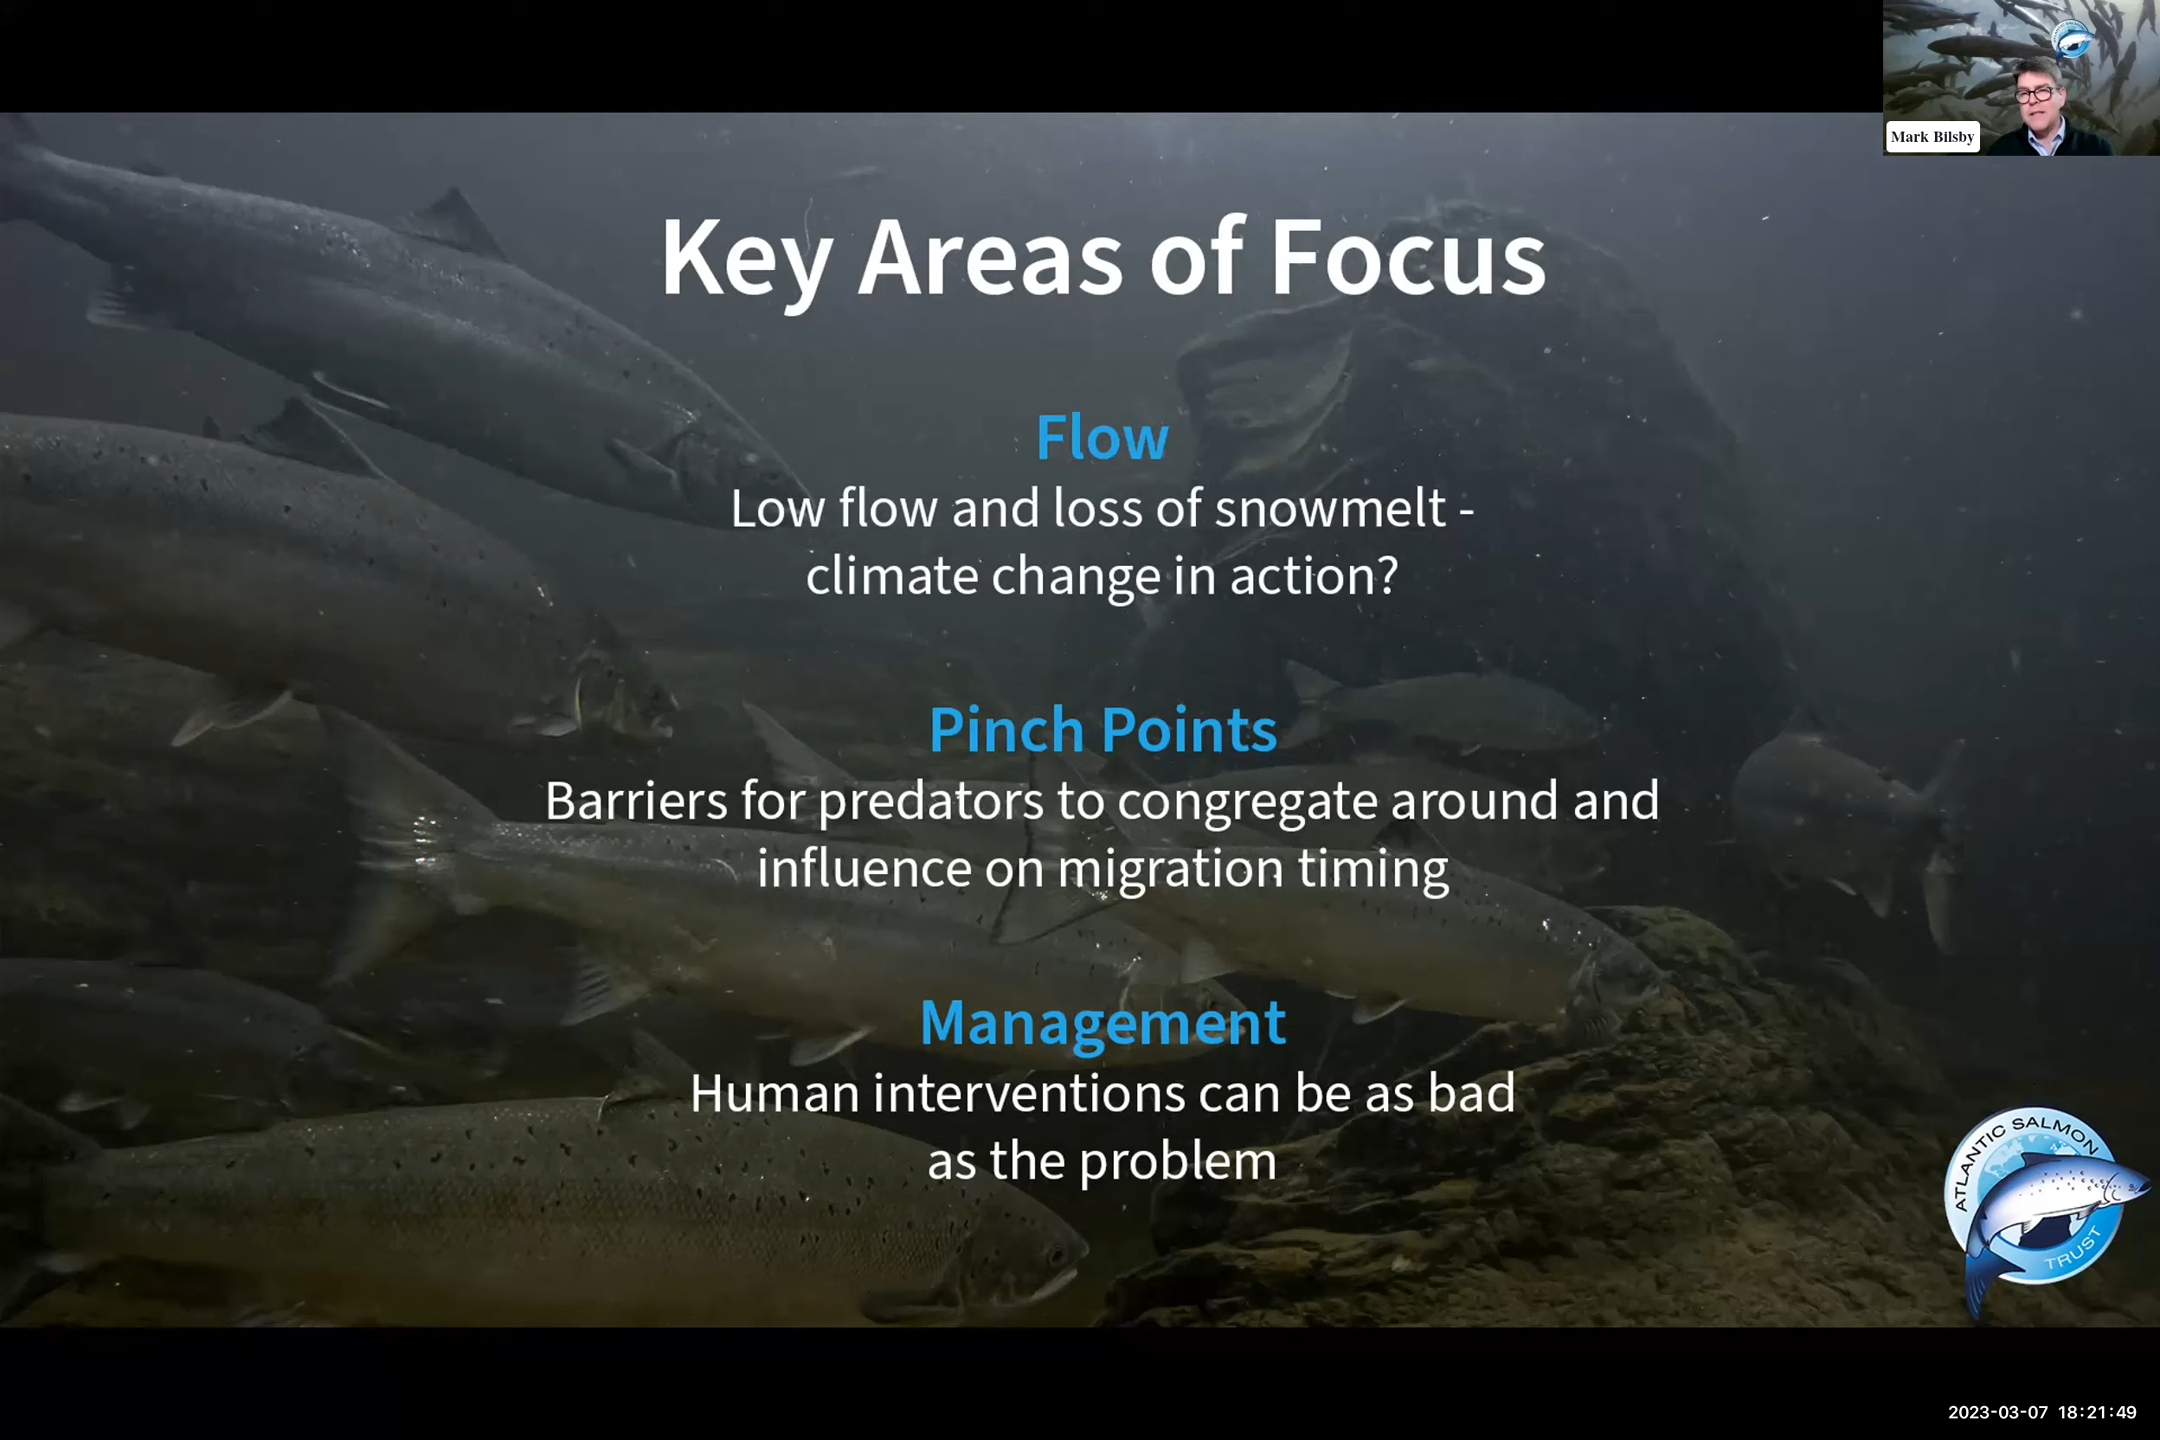 Mark Bilsby
Key Areas of Focus
Flow
Low flow and loss of snowmelt -
climate change in action?
Pinch Points
Barriers for predators to congregate around and
influence on migration timing
Management
Human interventions can be as bad
as the problem
ATLANTIC SALMON
TRUST
2023-03-07 18:21:49